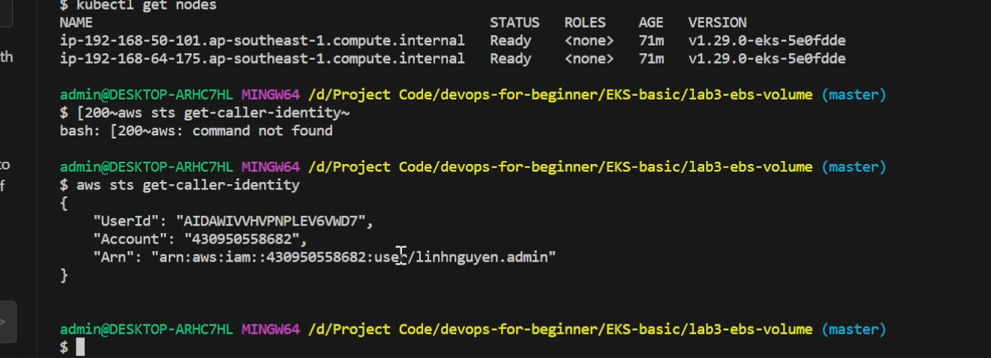 $ kubectl get nodes
NAME STATUS ROLES AGE VERSION
ip-192-168-50-101.ap-southeast-1.compute.internal Ready <none> 71m v1.29.0-eks-5e0fdde
ip-192-168-64-175.ap-southeast-1.compute.internal Ready <none> 71m v1.29.0-eks-5e0fdde
admin@DESKTOP-ARHC7HL MINGW64 /d/Project Code/devops-for-beginner/EKS-basic/lab3-ebs-volume (master)
$ [200~aws sts get-caller-identity~
bash: [200~aws: command not found
admin@DESKTOP-ARHC7HL MINGW64 /d/Project Code/devops-for-beginner/EKS-basic/lab3-ebs-volume (master)
$ aws sts get-caller-identity
{
"UserId": "AIDAWIVVHVPNPLEV6VWD7",
"Account": "430950558682",
"Arn": "arn:aws:iam::430950558682:user/linhnguyen.admin"
}
admin@DESKTOP-ARHC7HL MINGW64 /d/Project Code/devops-for-beginner/EKS-basic/lab3-ebs-volume (master)
$